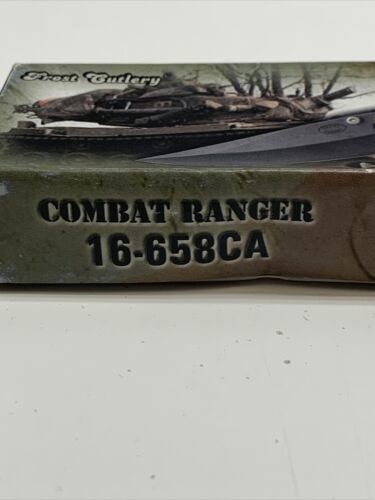 Frost Cutlery
COMBAT RANGER
16-658CA